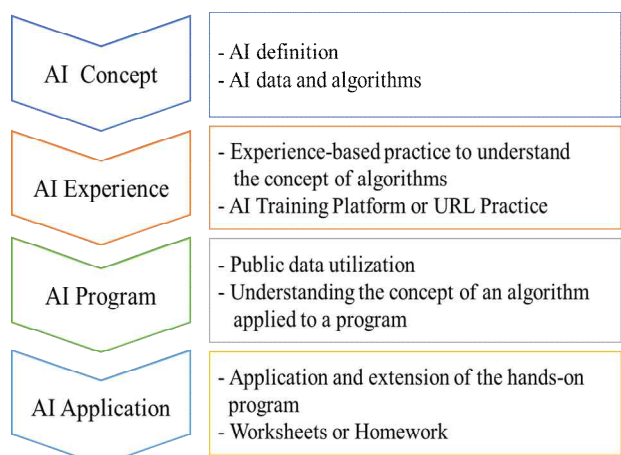 AI Concept
- AI definition
- AI data and algorithms
AI Experience
- Experience-based practice to understand
the concept of algorithms
- AI Training Platform or URL Practice
AI Program
- Public data utilization
- Understanding the concept of an algorithm
applied to a program
AI Application
- Application and extension of the hands-on
program
- Worksheets or Homework